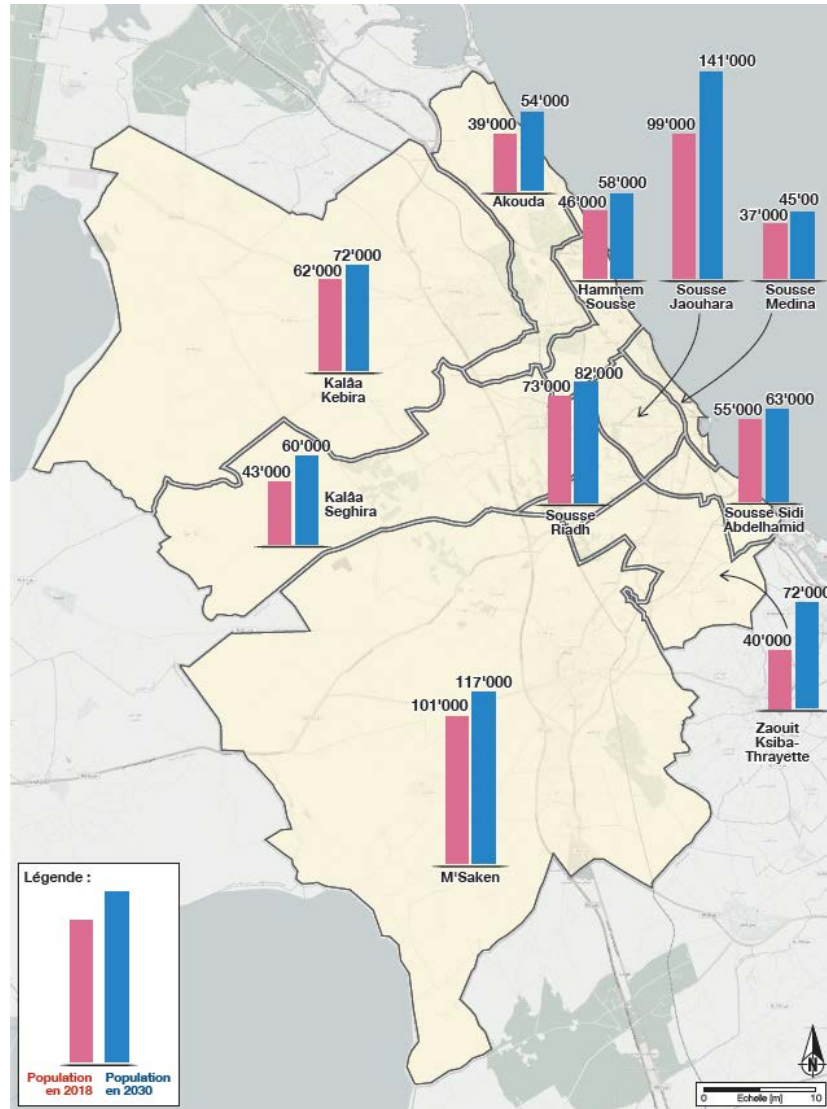 141'000
54'000
39'000
99'000
58'000
46'000
45'00
37'000
Akouda
Hammem
Sousse
Sousse
Jaouhara
Sousse
Medina
72'000
62'000
Kalâa
Kebira
82'000
73'000
63'000
55'000
60'000
43'000
Kalâa
Seghira
Sousse
Riadh
Sousse Sidi
Abdelhamid
72'000
40'000
117'000
101'000
Zaouit
Ksiba-
Thrayette
M'Saken
Légende :
Population
en 2018
Population
en 2030
N
0 Echelle [m] 10